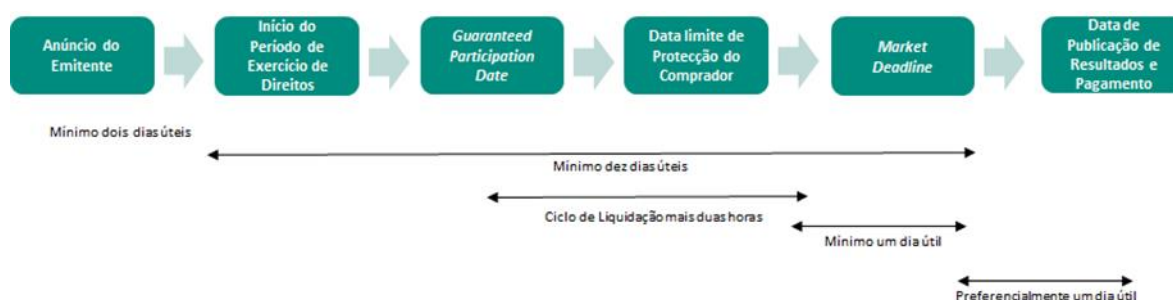 Anúncio do
Emitente
Início do
Período de
Exercício de
Direitos
Guaranteed
Participation
Date
Data limite de
Protecção do
Comprador
Market
Deadline
Data de
Publicação de
Resultados e
Pagamento
Mínimo dois dias úteis
Mínimo dez dias úteis
Ciclo de Liquidação mais duas horas
Mínimo um dia útil
Preferencialmente um dia útil